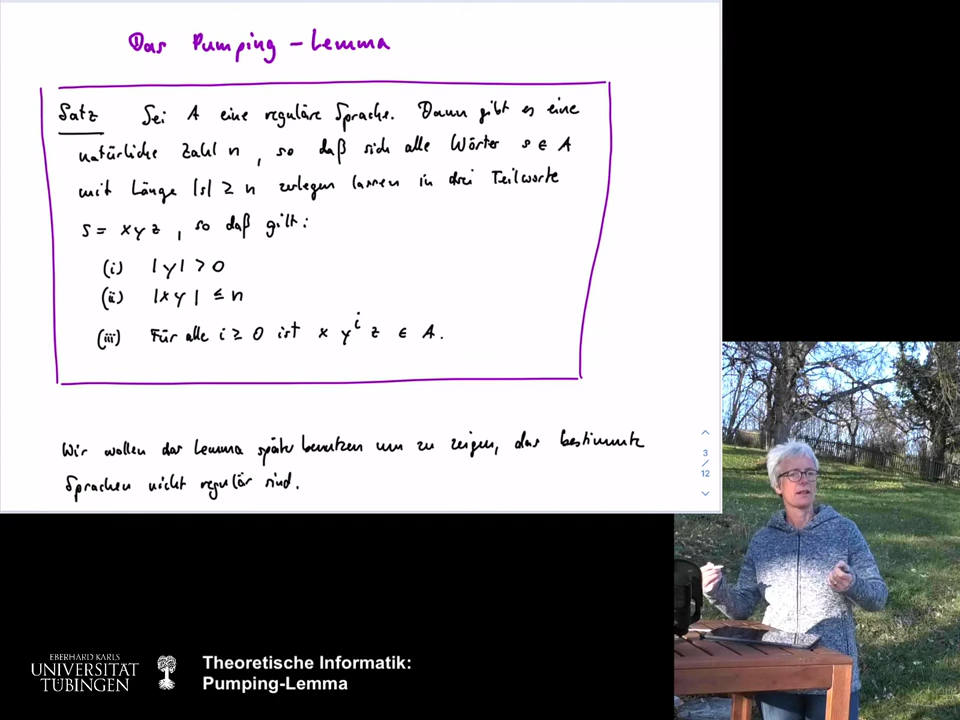 Das Pumping-Lemma
Satz Sei A eine reguläre Sprache. Dann gibt es eine
natürliche Zahl n, so daß sich alle Wörter s ∈ A
mit Länge |s| ≥ n zerlegen lassen in drei Teilworte
s = xyz, so daß gilt:
(i) |y| > 0
(ii) |xy| ≤ n
(iii) Für alle i ≥ 0 ist x yⁱ z ∈ A.
Wir wollen das Lemma später benutzen um zu zeigen, das bestimmte
Sprachen nicht regulär sind.
3
/
12
EBERHARD KARLS
UNIVERSITÄT
TÜBINGEN
Theoretische Informatik:
Pumping-Lemma